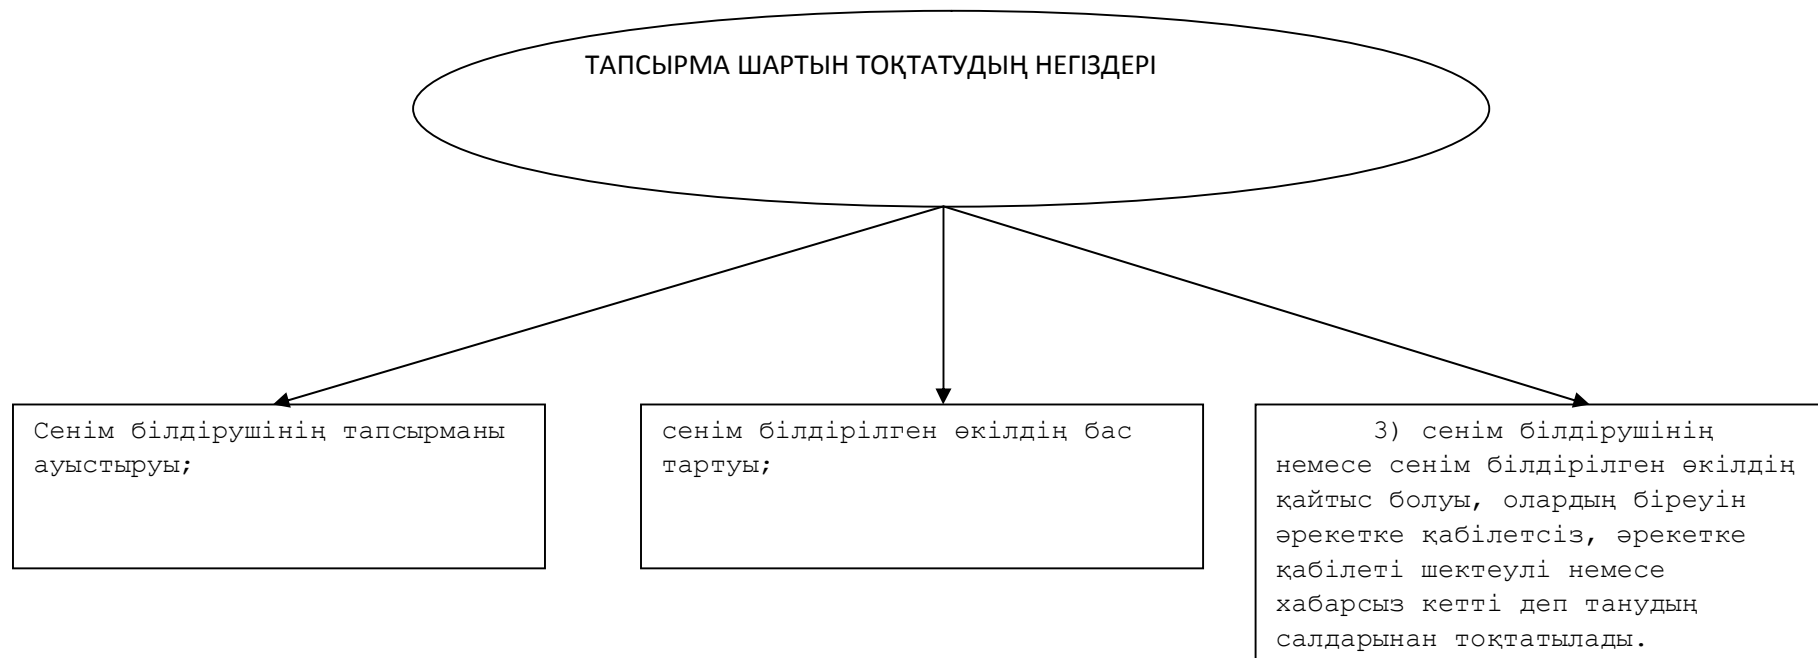 ТАПСЫРМА ШАРТЫН ТОҚТАТУДЫҢ НЕГІЗДЕРІ
Сенім білдірушінің тапсырманы
ауыстыруы;
сенім білдірілген өкілдің бас
тартуы;
3) сенім білдірушінің
немесе сенім білдірілген өкілдің
қайтыс болуы, олардың біреуін
әрекетке қабілетсіз, әрекетке
қабілеті шектеулі немесе
хабарсыз кетті деп танудың
салдарынан тоқтатылады.